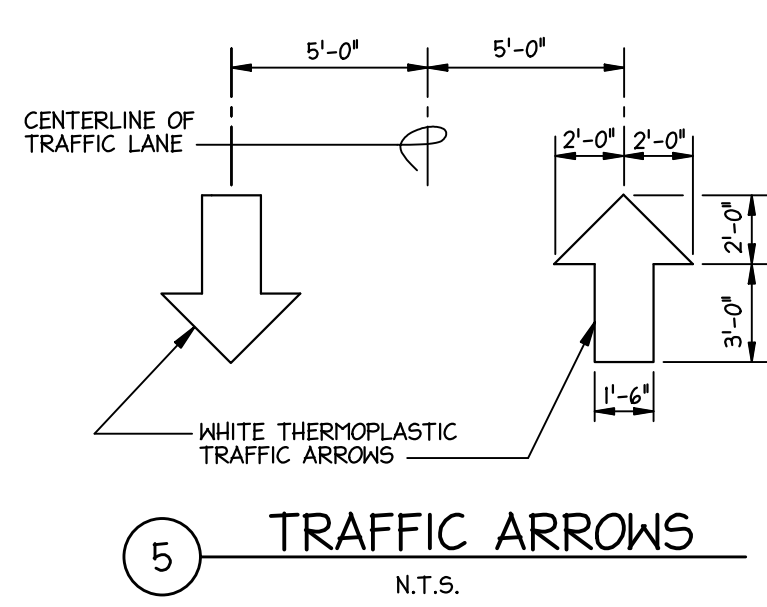 5'-0" 5'-0"
CENTERLINE OF
TRAFFIC LANE
2'-0" 2'-0"
2'-0"
3'-0"
1'-6"
WHITE THERMOPLASTIC
TRAFFIC ARROWS
5 TRAFFIC ARROWS
N.T.S.